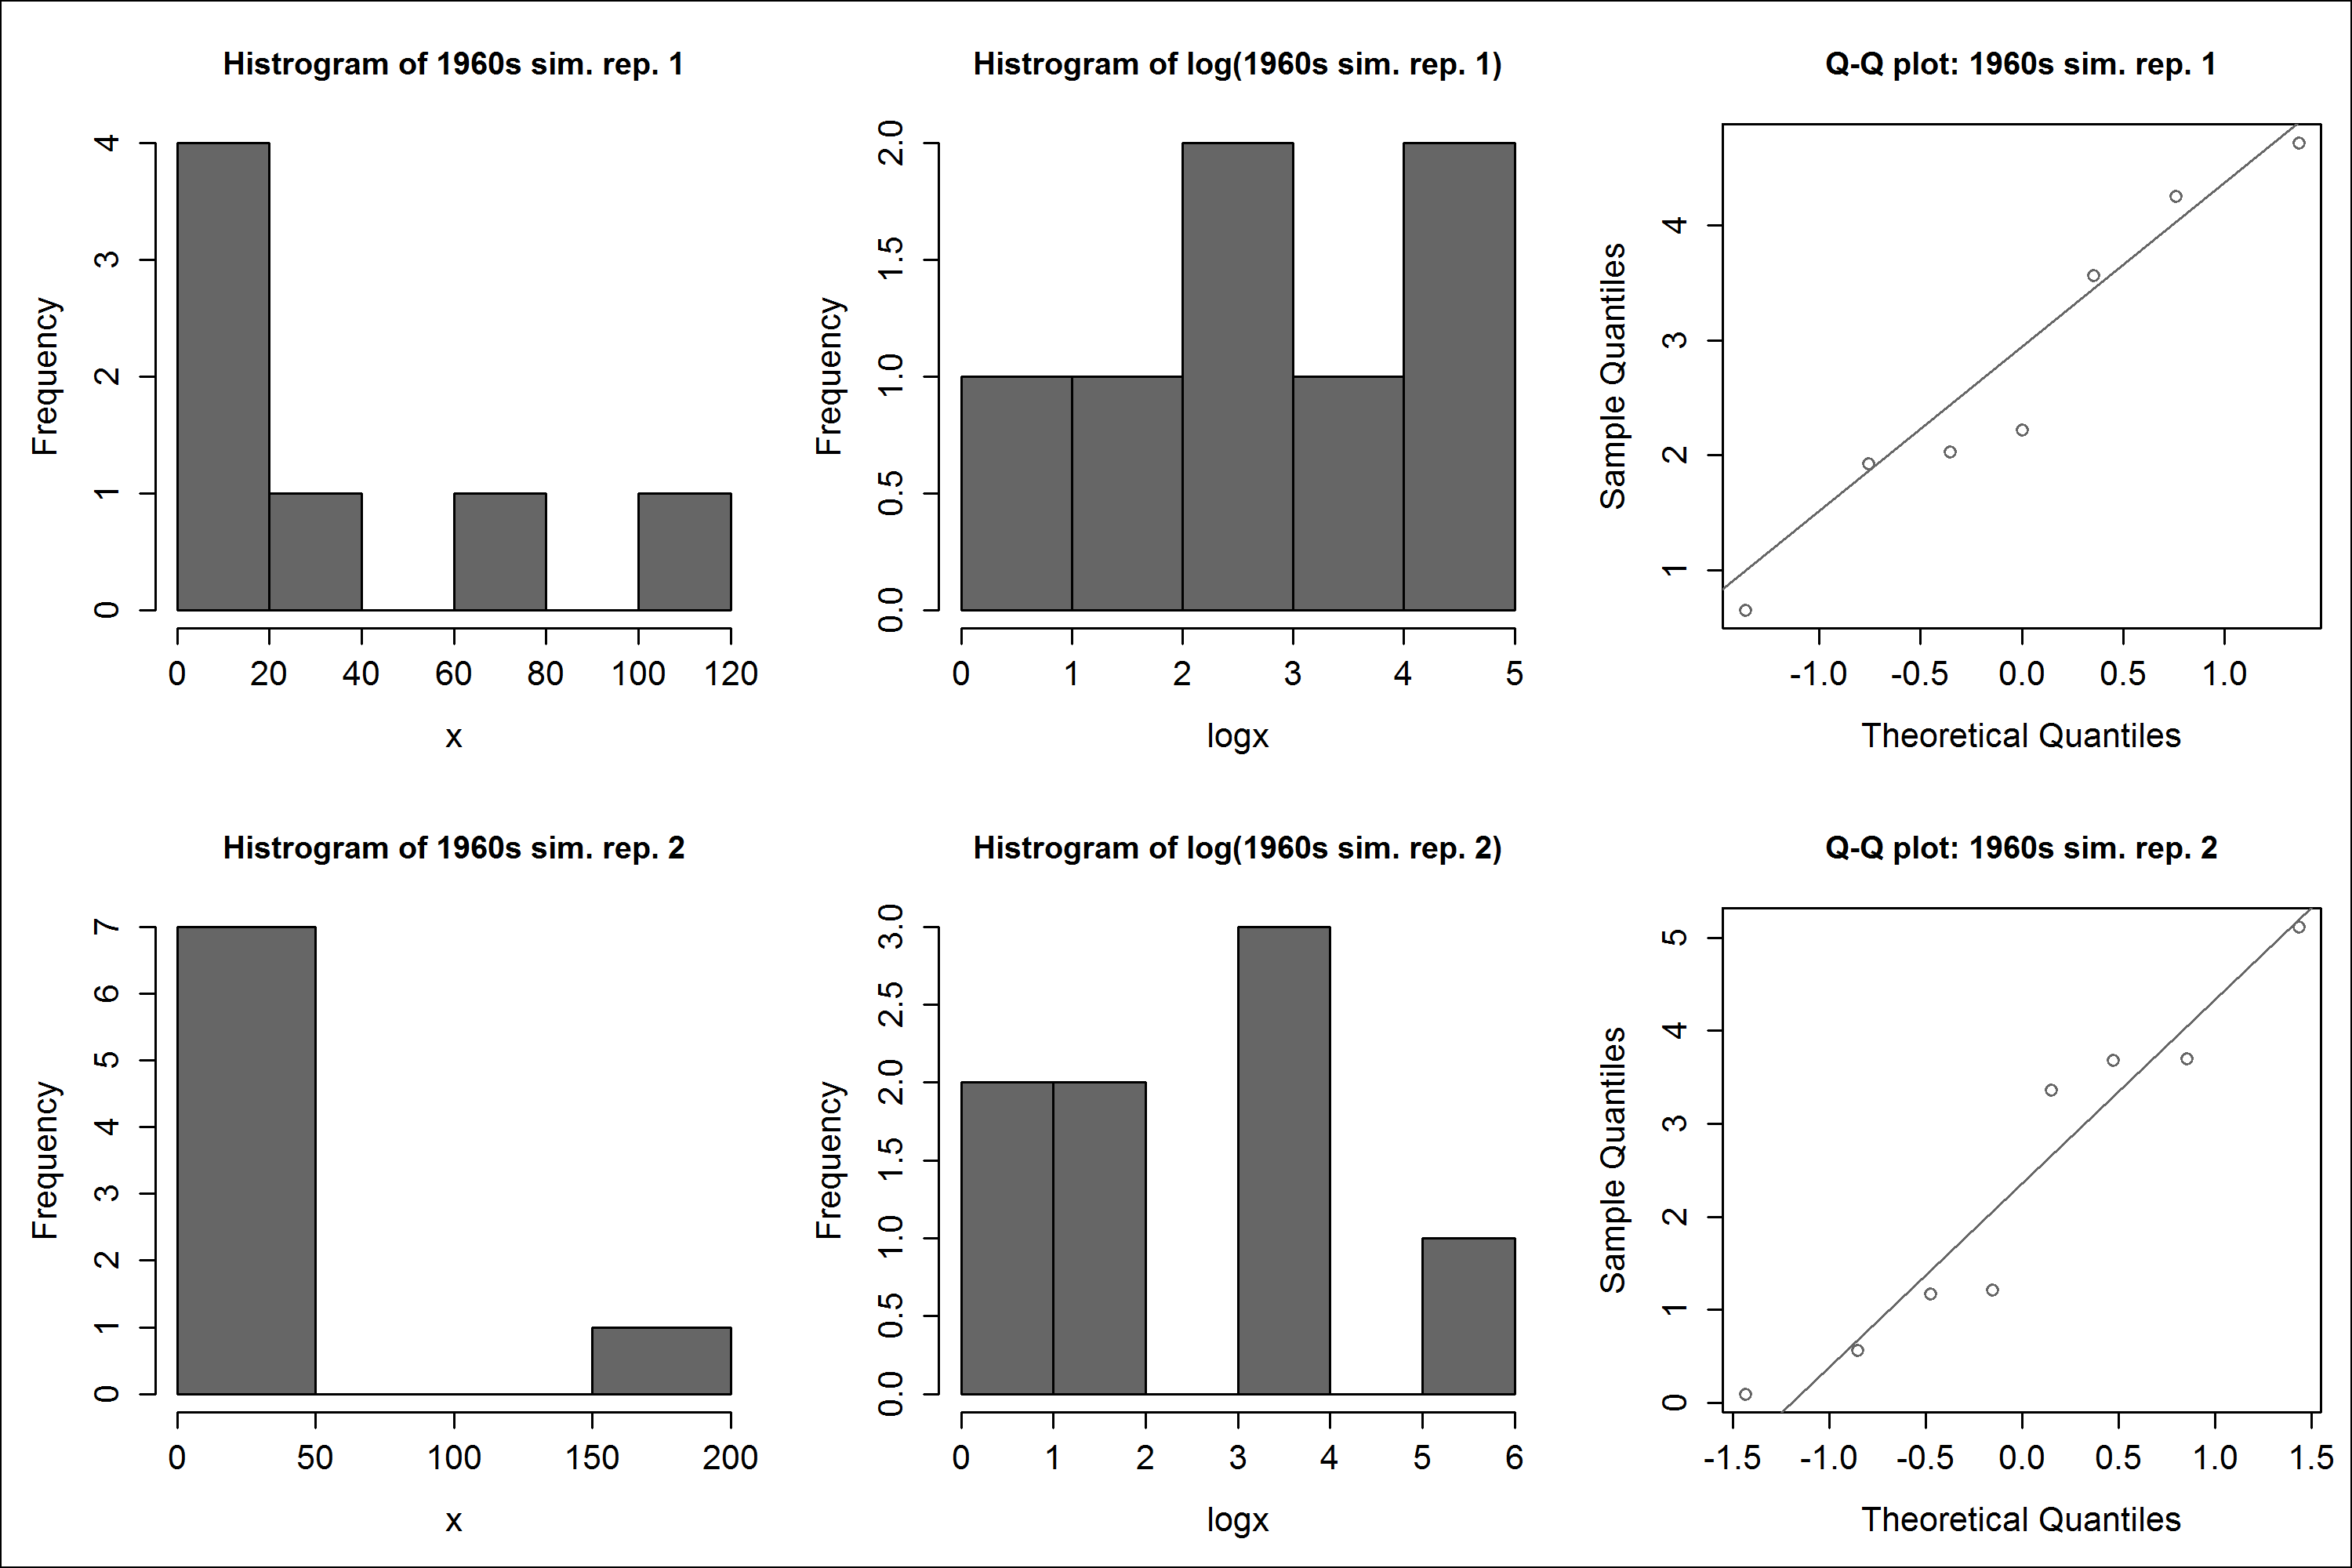 Histrogram of 1960s sim. rep. 1
Frequency
0 1 2 3 4
0 20 40 60 80 100 120
x
Histrogram of log(1960s sim. rep. 1)
Frequency
0.0 0.5 1.0 1.5 2.0
0 1 2 3 4 5
logx
Q-Q plot: 1960s sim. rep. 1
Sample Quantiles
1 2 3 4
-1.0 -0.5 0.0 0.5 1.0
Theoretical Quantiles
Histrogram of 1960s sim. rep. 2
Frequency
0 1 2 3 4 5 6 7
0 50 100 150 200
x
Histrogram of log(1960s sim. rep. 2)
Frequency
0.0 0.5 1.0 1.5 2.0 2.5 3.0
0 1 2 3 4 5 6
logx
Q-Q plot: 1960s sim. rep. 2
Sample Quantiles
0 1 2 3 4 5
-1.5 -1.0 -0.5 0.0 0.5 1.0 1.5
Theoretical Quantiles